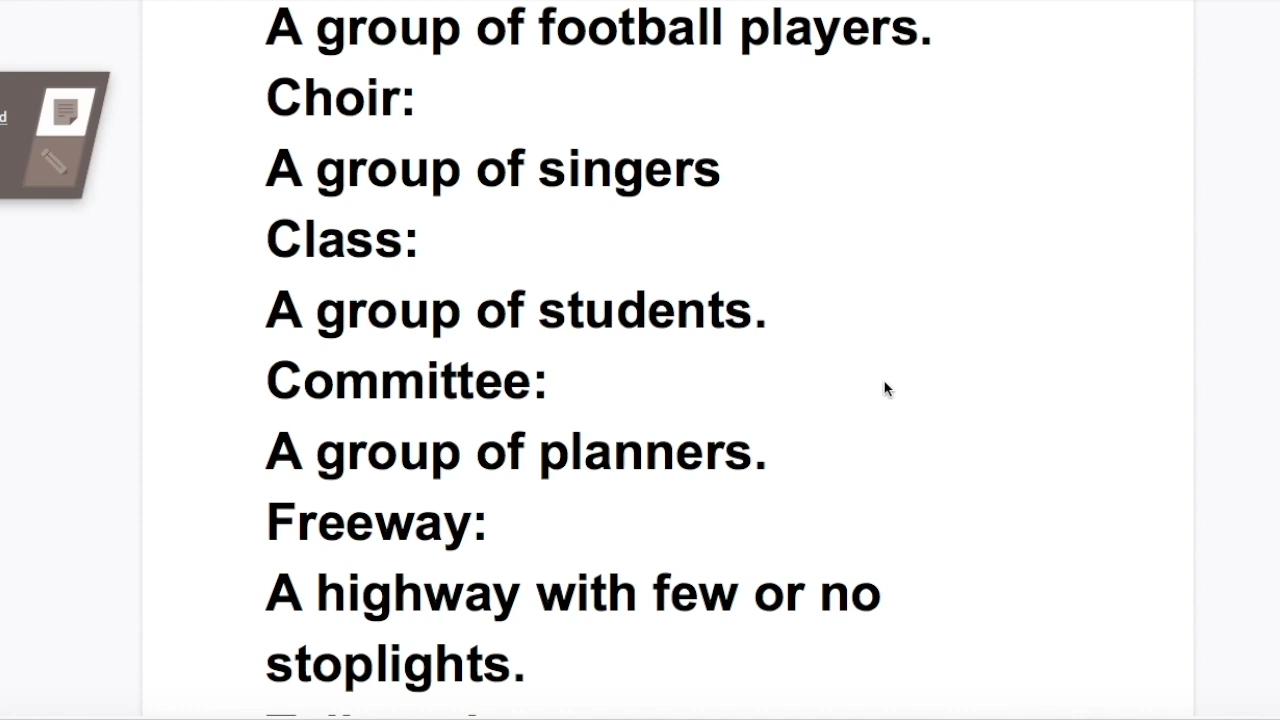 A group of football players.
d
Choir:
A group of singers
Class:
A group of students.
Committee:
A group of planners.
Freeway:
A highway with few or no
stoplights.